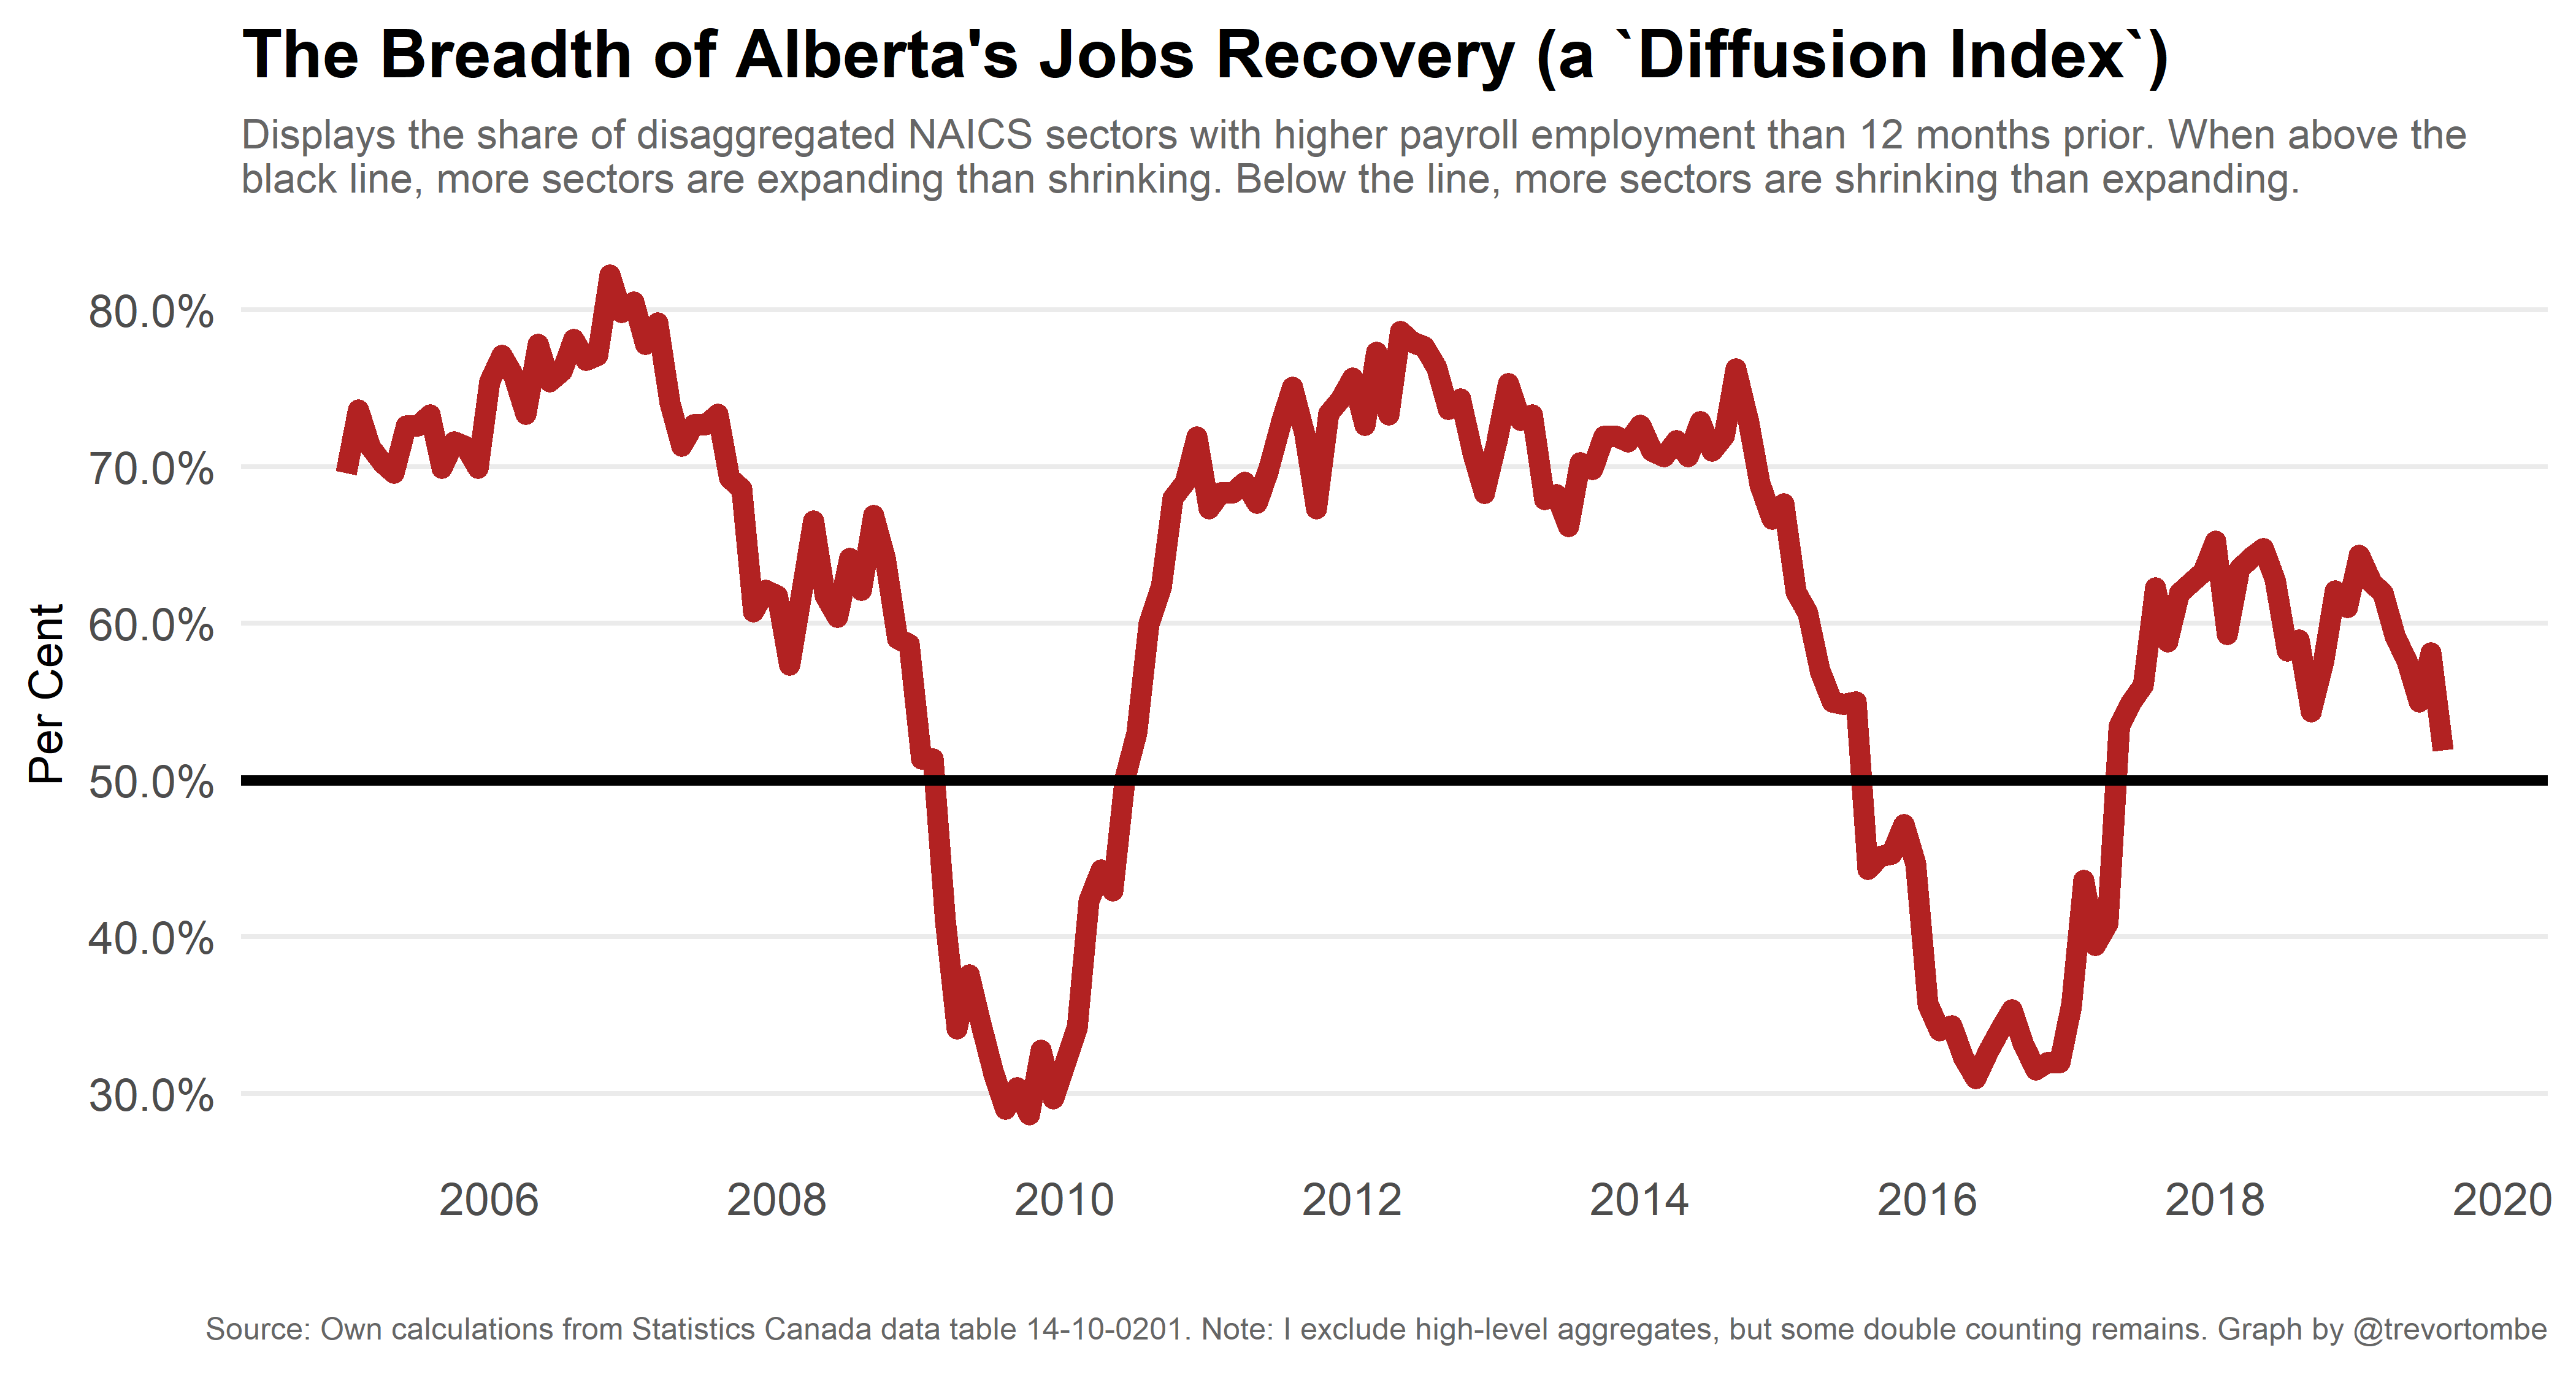 The Breadth of Alberta's Jobs Recovery (a `Diffusion Index`)
Displays the share of disaggregated NAICS sectors with higher payroll employment than 12 months prior. When above the
black line, more sectors are expanding than shrinking. Below the line, more sectors are shrinking than expanding.
Per Cent
80.0%
70.0%
60.0%
50.0%
40.0%
30.0%
2006 2008 2010 2012 2014 2016 2018 2020
Source: Own calculations from Statistics Canada data table 14-10-0201. Note: I exclude high-level aggregates, but some double counting remains. Graph by @trevortombe